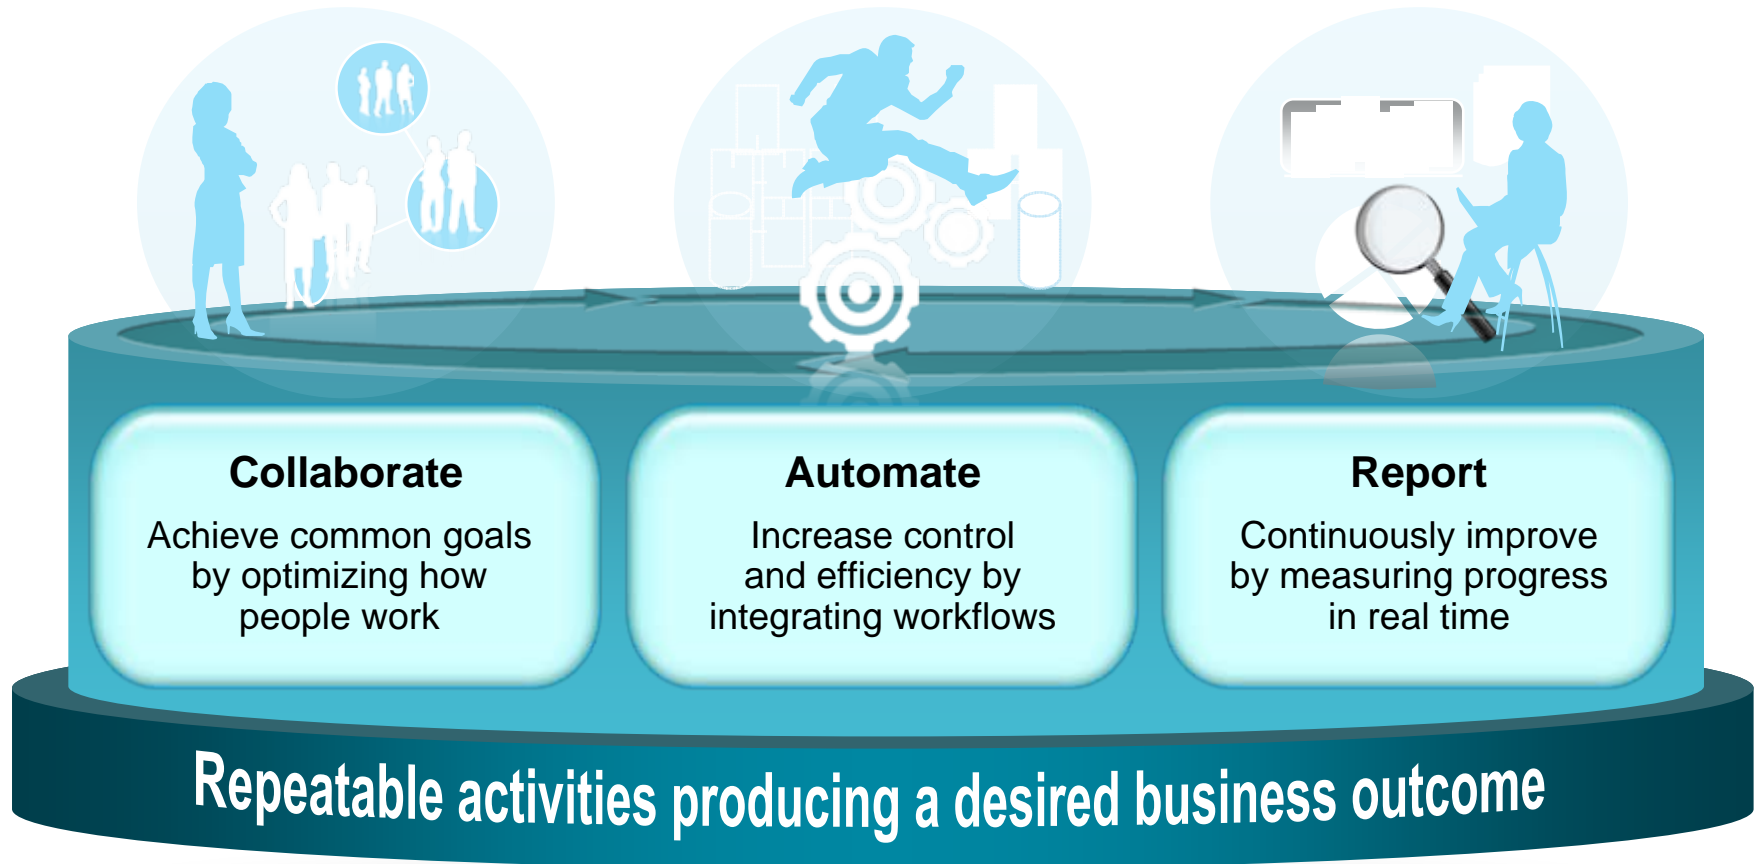 Collaborate
Achieve common goals
by optimizing how
people work
Automate
Increase control
and efficiency by
integrating workflows
Report
Continuously improve
by measuring progress
in real time
Repeatable activities producing a desired business outcome